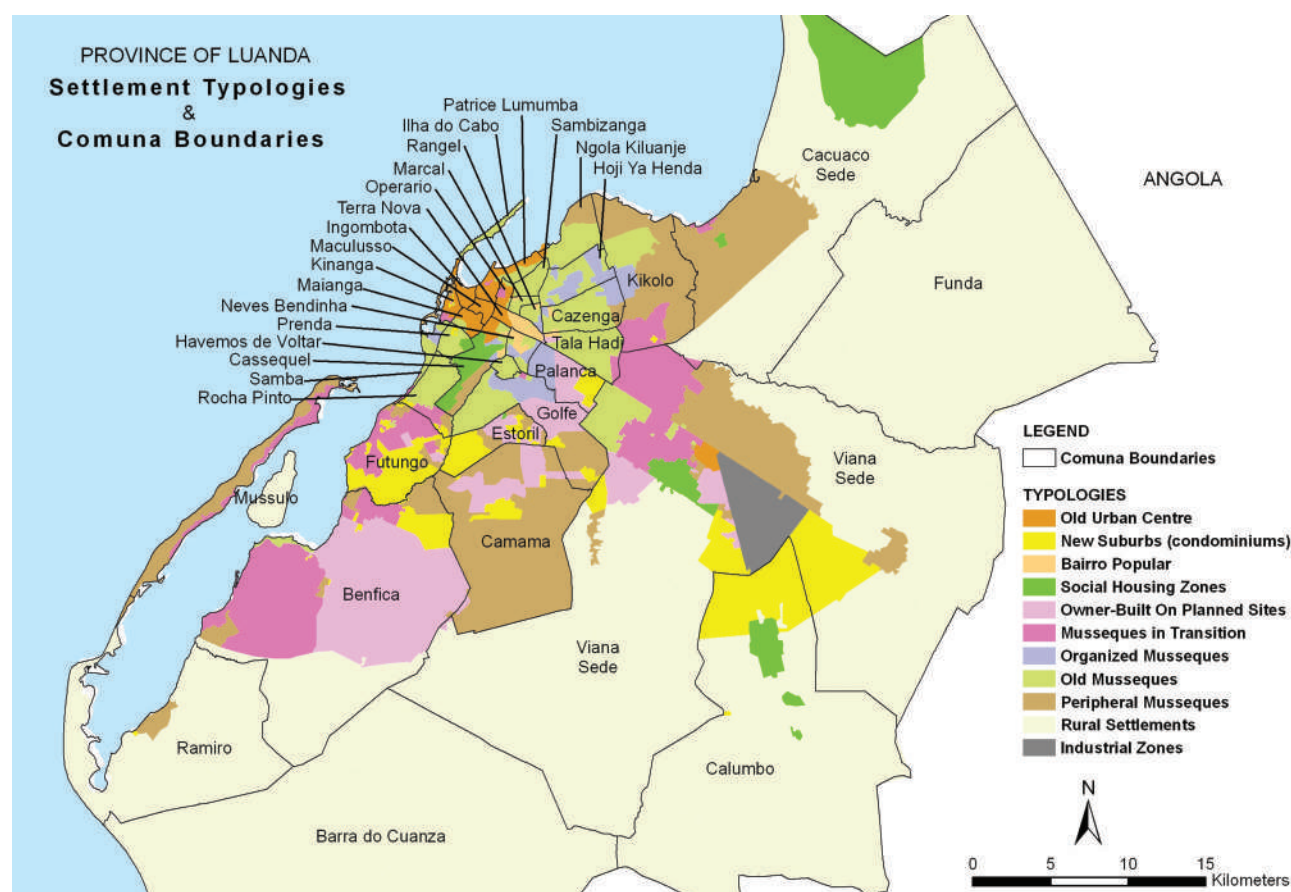 PROVINCE OF LUANDA
Settlement Typologies
&
Comuna Boundaries
Patrice Lumumba
Ilha do Cabo
Sambizanga
Rangel
Ngola Kiluanje
Marcal
Hoji Ya Henda
Operario
Terra Nova
Ingombota
Maculusso
Kinanga
Maianga
Neves Bendinha
Prenda
Havemos de Voltar
Cassequel
Samba
Rocha Pinto
Cacuaco
Sede
ANGOLA
Funda
Kikolo
Cazenga
Tala Hadi
Palanca
Golfe
Estoril
Futungo
Mussulo
Camama
Benfica
Viana
Sede
Viana
Sede
Ramiro
Calumbo
Barra do Cuanza
LEGEND
Comuna Boundaries
TYPOLOGIES
Old Urban Centre
New Suburbs (condominiums)
Bairro Popular
Social Housing Zones
Owner-Built On Planned Sites
Musseques in Transition
Organized Musseques
Old Musseques
Peripheral Musseques
Rural Settlements
Industrial Zones
N
0 5 10 15
Kilometers